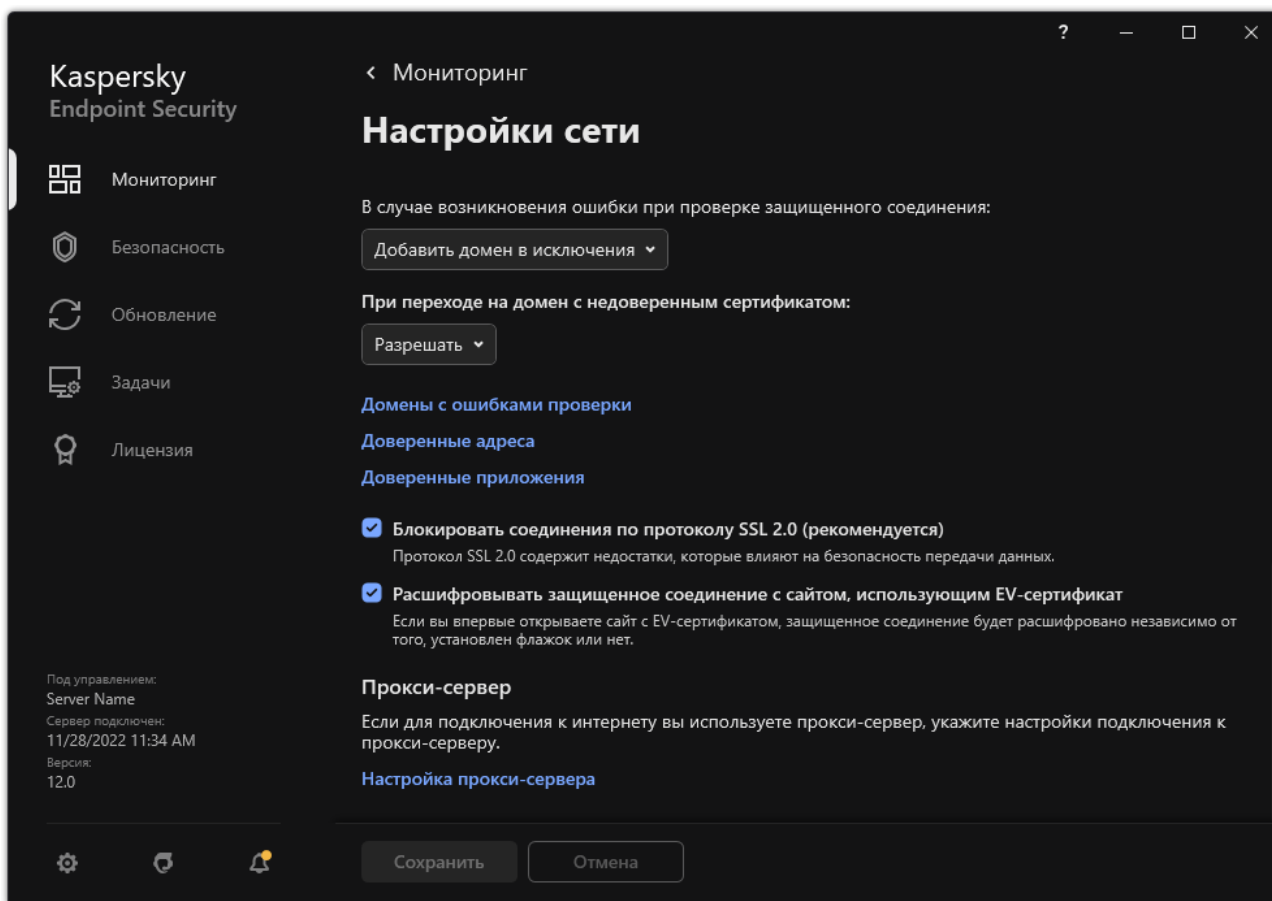 ?
Kaspersky
Endpoint Security
Мониторинг
Безопасность
Обновление
Задачи
Лицензия
Под управлением:
Server Name
Сервер подключен:
11/28/2022 11:34 AM
Версия:
12.0
Мониторинг
Настройки сети
В случае возникновения ошибки при проверке защищенного соединения:
Добавить домен в исключения
При переходе на домен с недоверенным сертификатом:
Разрешать
Домены с ошибками проверки
Доверенные адреса
Доверенные приложения
Блокировать соединения по протоколу SSL 2.0 (рекомендуется)
Протокол SSL 2.0 содержит недостатки, которые влияют на безопасность передачи данных.
Расшифровывать защищенное соединение с сайтом, использующим EV-сертификат
Если вы впервые открываете сайт с EV-сертификатом, защищенное соединение будет расшифровано независимо от
того, установлен флажок или нет.
Прокси-сервер
Если для подключения к интернету вы используете прокси-сервер, укажите настройки подключения к
прокси-серверу.
Настройка прокси-сервера
Сохранить
Отмена